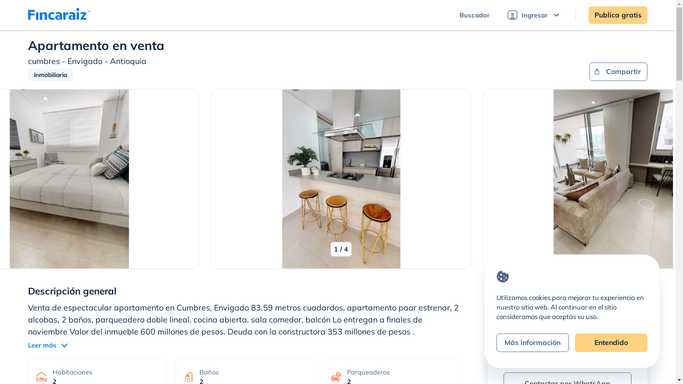 Fincaraíz
Buscador
Ingresar
Publica gratis
Apartamento en venta
cumbres - Envigado - Antioquia
Inmobiliaria
Compartir
1 / 4
Descripción general
Venta de espectacular apartamento en Cumbres, Envigado 83.59 metros cuadardos, apartamento paar estrenar, 2
alcobas, 2 baños, parqueadero doble lineal, cocina abierta, sala comedor, balcón Lo entregan a friales de
noviembre Valor del inmueble 600 millones de pesos. Deuda con la constructora 353 millones de pesos .
Leer más
Habitaciones
2
Baños
2
Parqueaderos
2
Utilizamos cookies para mejorar tu experiencia en
nuestro sitio web. Al continuar en el sitio
consideramos que aceptas su uso.
Más información
Entendido
Contactar por WhatsApp